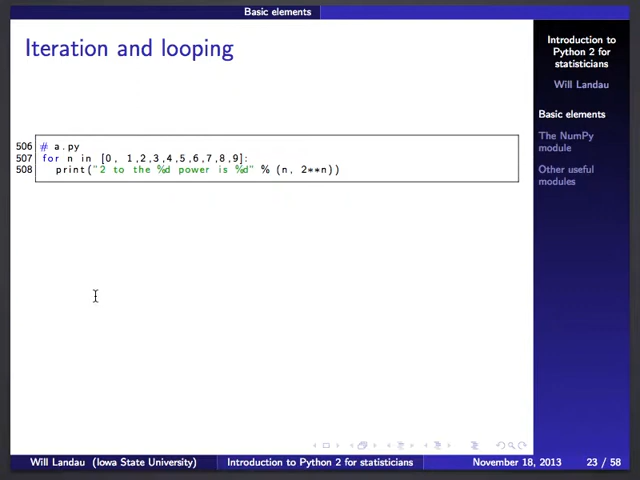 Basic elements
Iteration and looping
506 # a.py
507 for n in [0, 1,2,3,4,5,6,7,8,9]:
508 print("2 to the %d power is %d" % (n, 2**n))
Introduction to
Python 2 for
statisticians
Will Landau
Basic elements
The NumPy
module
Other useful
modules
Will Landau (Iowa State University)
Introduction to Python 2 for statisticians
November 18, 2013
23 / 58